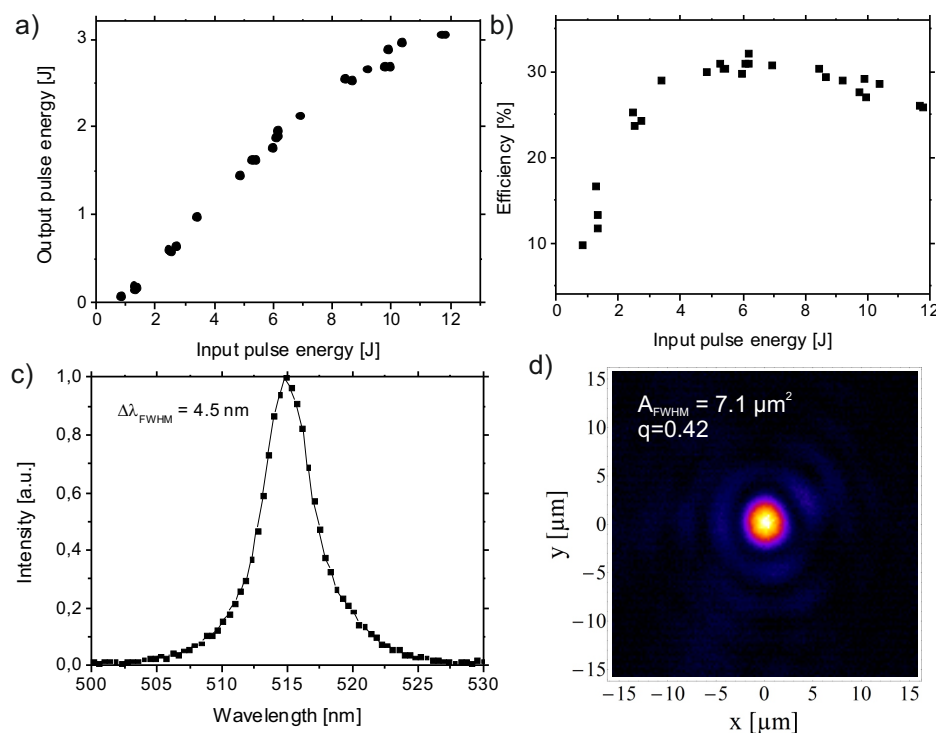 a)
Output pulse energy [J]
3
2
1
0
0 2 4 6 8 10 12
Input pulse energy [J]
b)
Efficiency [%]
30
20
10
0 2 4 6 8 10 12
Input pulse energy [J]
c)
Intensity [a.u.]
1,0
0,8
0,6
0,4
0,2
0,0
Δλ_FWHM = 4.5 nm
500 505 510 515 520 525 530
Wavelength [nm]
d)
y [µm]
15
10
5
0
−5
−10
−15
A_FWHM = 7.1 µm²
q=0.42
−15 −10 −5 0 5 10 15
x [µm]